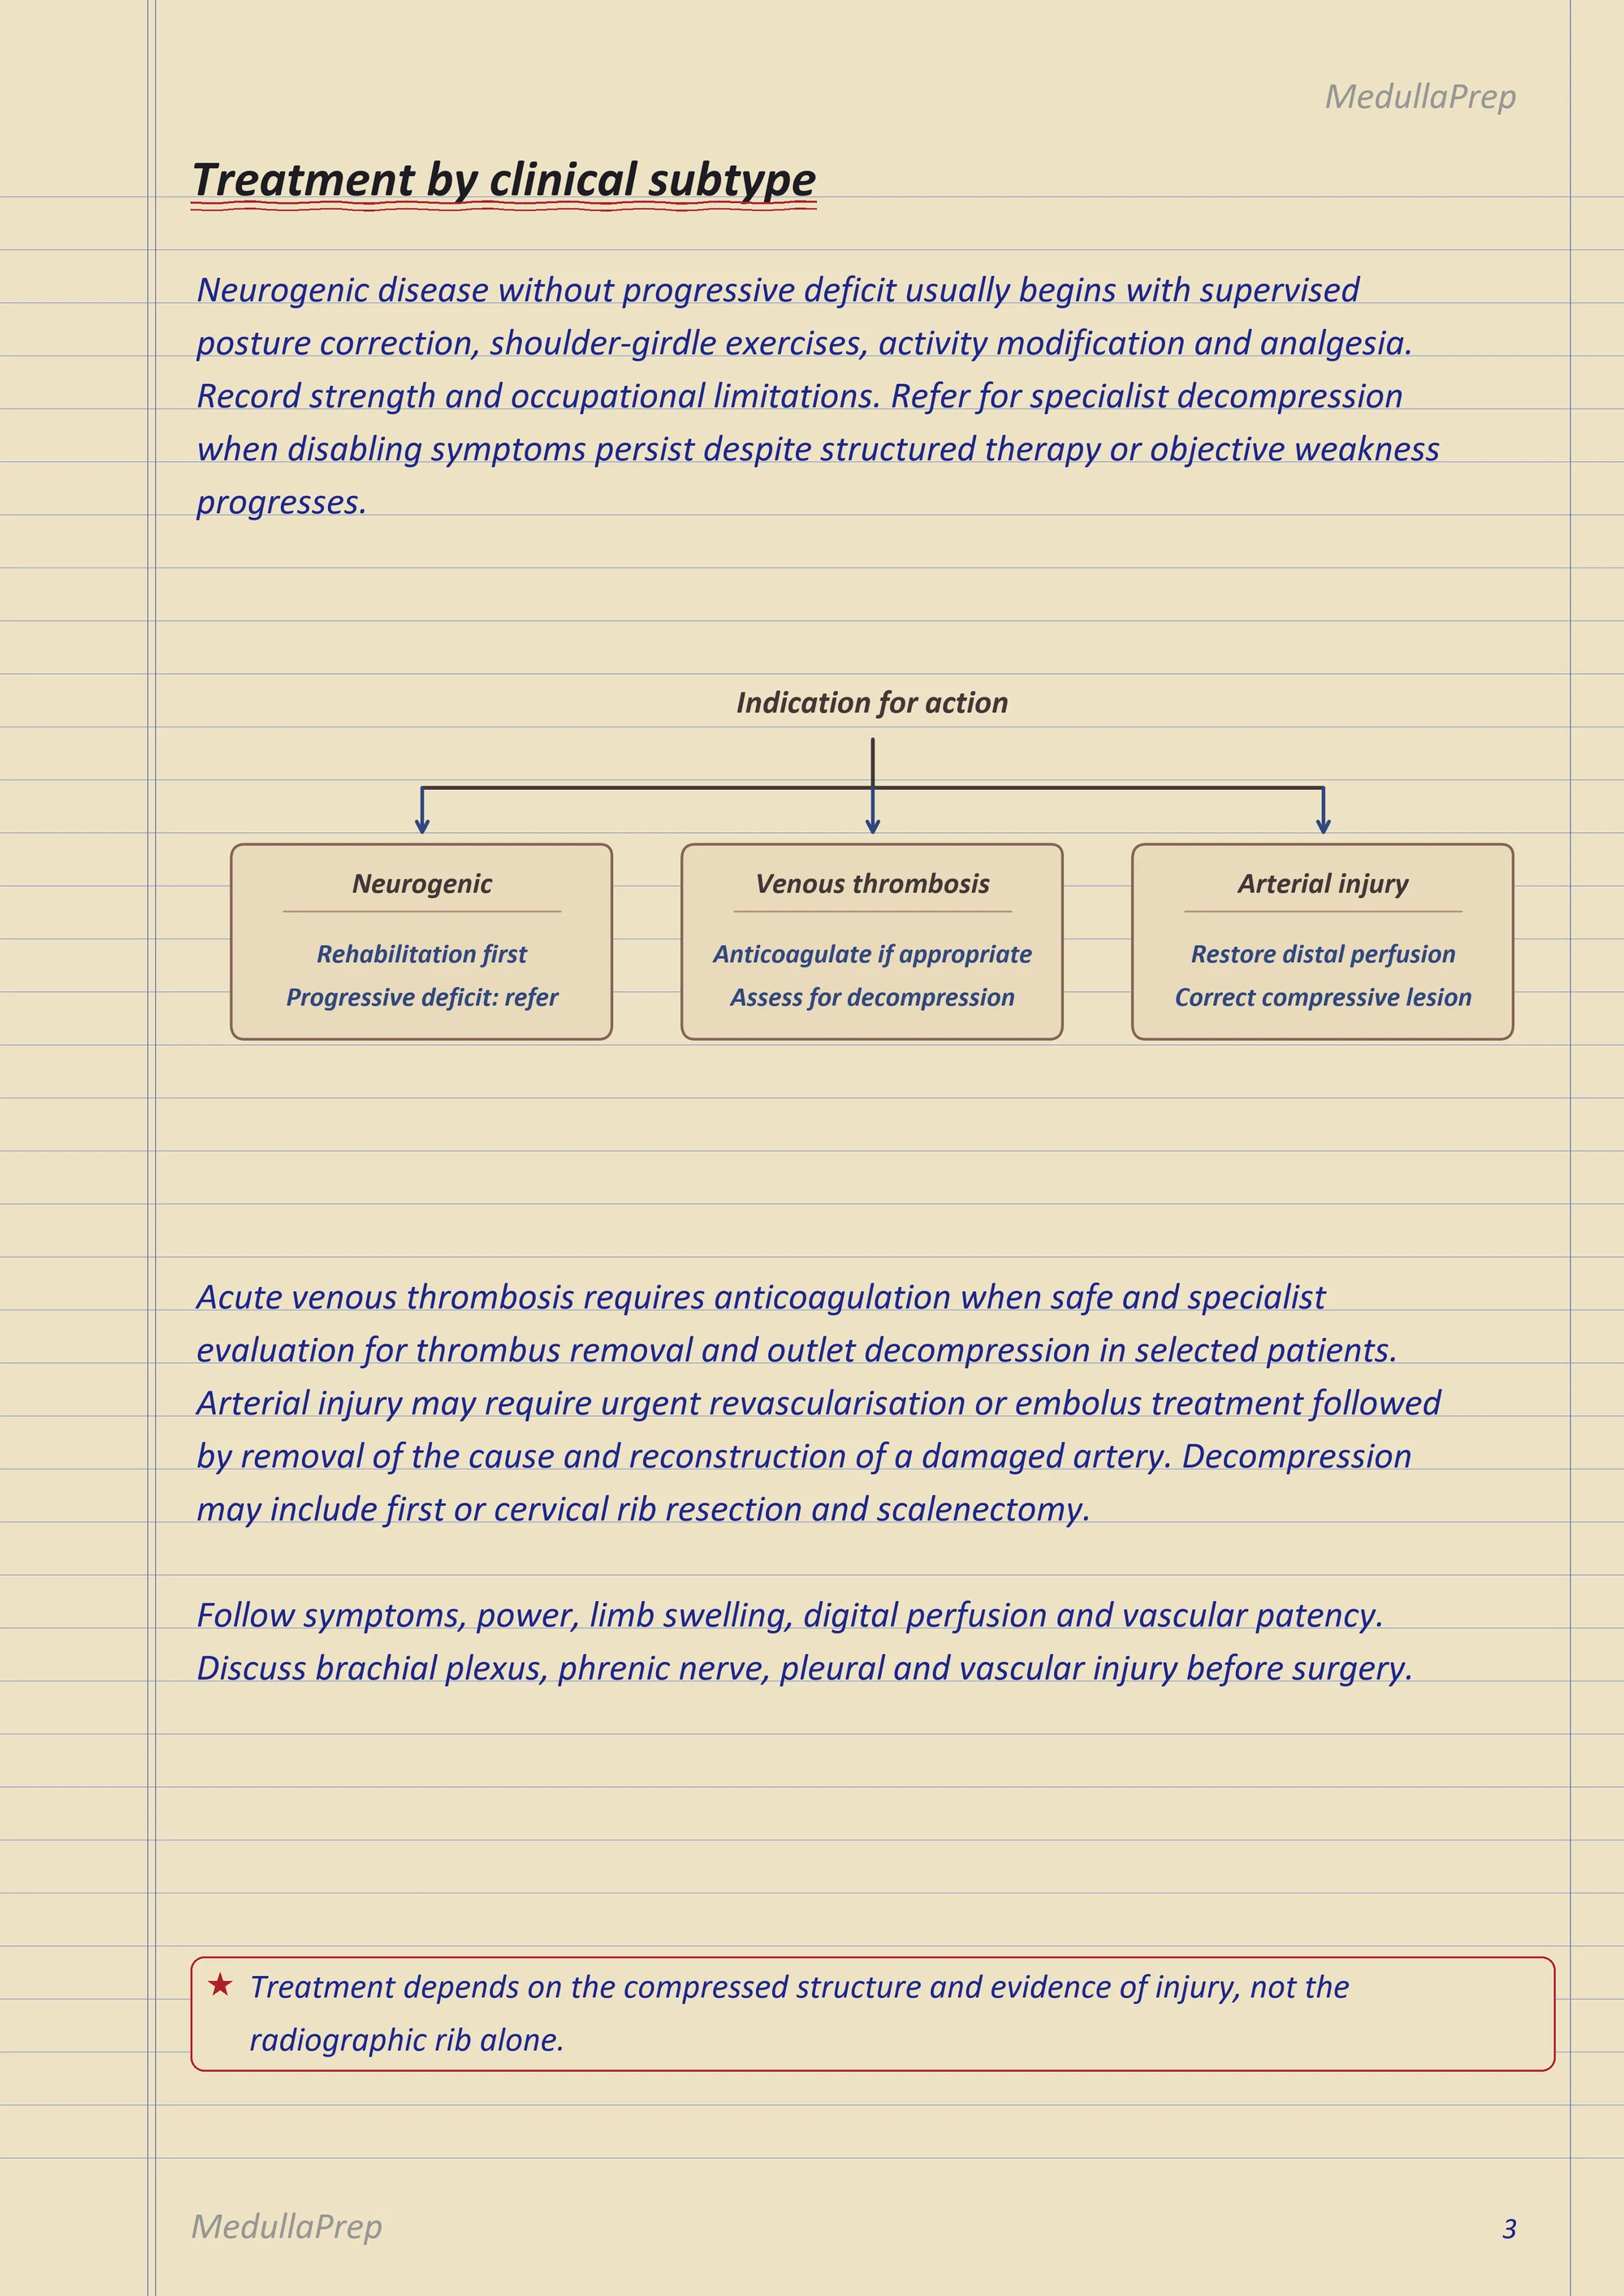 MedullaPrep
Treatment by clinical subtype
Neurogenic disease without progressive deficit usually begins with supervised
posture correction, shoulder-girdle exercises, activity modification and analgesia.
Record strength and occupational limitations. Refer for specialist decompression
when disabling symptoms persist despite structured therapy or objective weakness
progresses.
Indication for action
Neurogenic
Rehabilitation first
Progressive deficit: refer
Venous thrombosis
Anticoagulate if appropriate
Assess for decompression
Arterial injury
Restore distal perfusion
Correct compressive lesion
Acute venous thrombosis requires anticoagulation when safe and specialist
evaluation for thrombus removal and outlet decompression in selected patients.
Arterial injury may require urgent revascularisation or embolus treatment followed
by removal of the cause and reconstruction of a damaged artery. Decompression
may include first or cervical rib resection and scalenectomy.
Follow symptoms, power, limb swelling, digital perfusion and vascular patency.
Discuss brachial plexus, phrenic nerve, pleural and vascular injury before surgery.
★ Treatment depends on the compressed structure and evidence of injury, not the
radiographic rib alone.
MedullaPrep
3